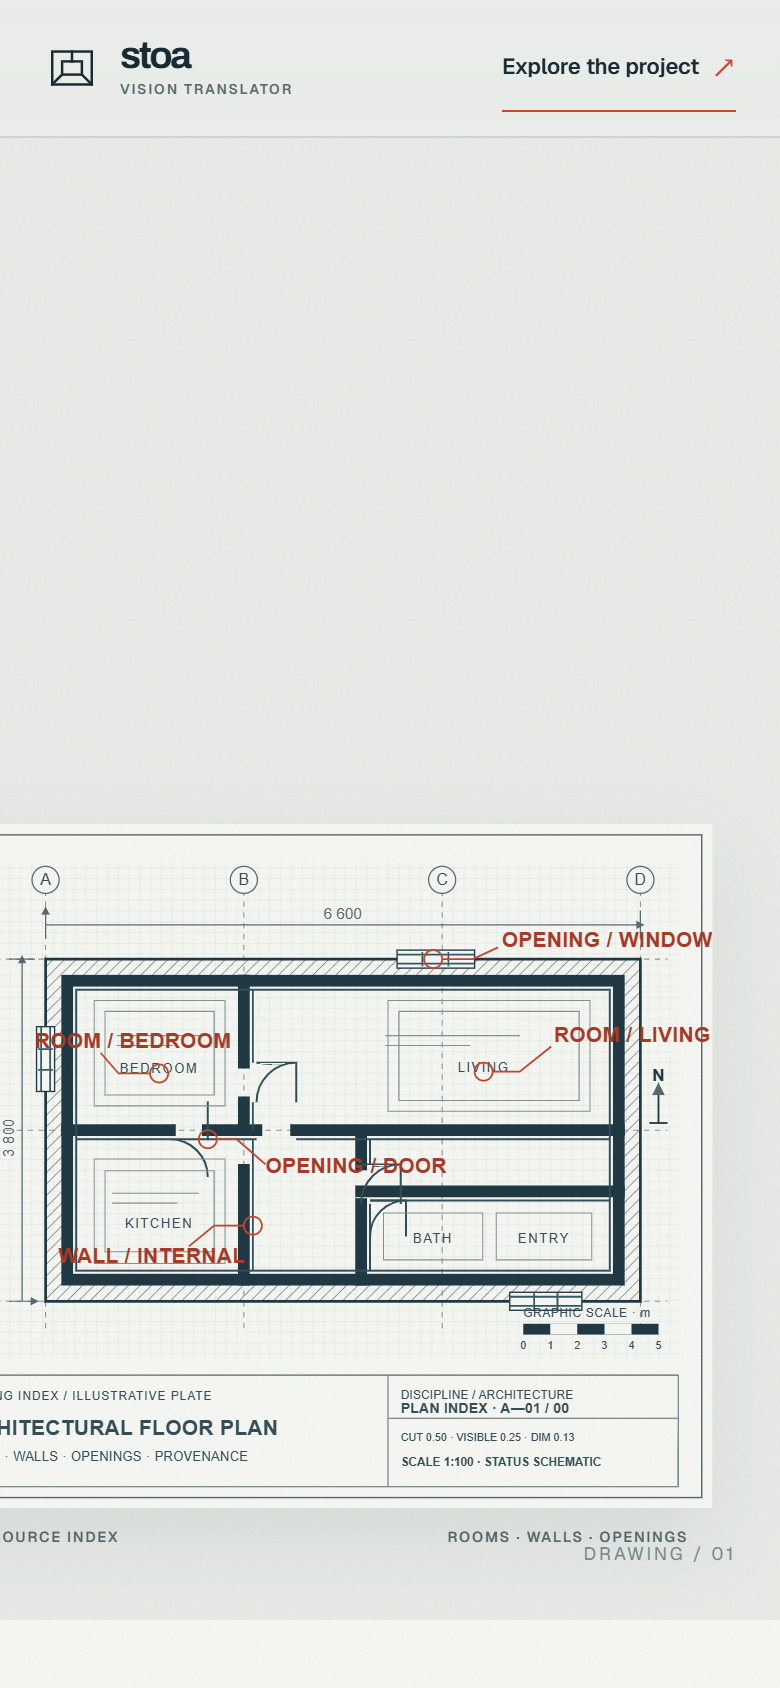 stoa
VISION TRANSLATOR
Explore the project ↗
A B C D
6 600
OPENING / WINDOW
ROOM / BEDROOM
ROOM / LIVING
BEDROOM
LIVING
N
3 800
OPENING / DOOR
KITCHEN
BATH
ENTRY
WALL / INTERNAL
GRAPHIC SCALE · m
0 1 2 3 4 5
NG INDEX / ILLUSTRATIVE PLATE
DISCIPLINE / ARCHITECTURE
PLAN INDEX · A—01 / 00
HITECTURAL FLOOR PLAN
CUT 0.50 · VISIBLE 0.25 · DIM 0.13
· WALLS · OPENINGS · PROVENANCE
SCALE 1:100 · STATUS SCHEMATIC
OURCE INDEX
ROOMS · WALLS · OPENINGS
DRAWING / 01